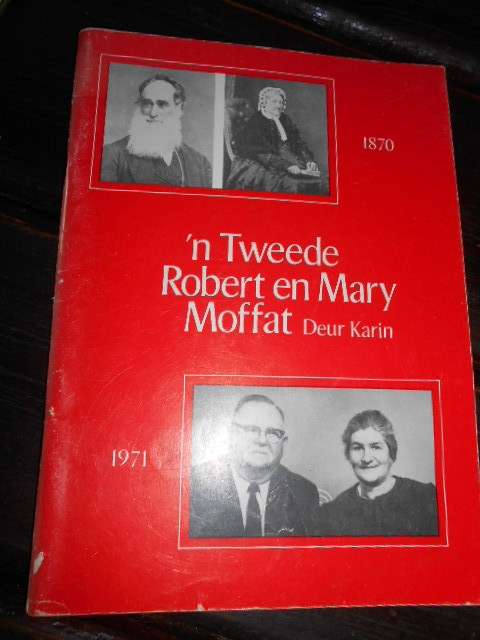 1870
'n Tweede
Robert en Mary
Moffat Deur Karin
1971